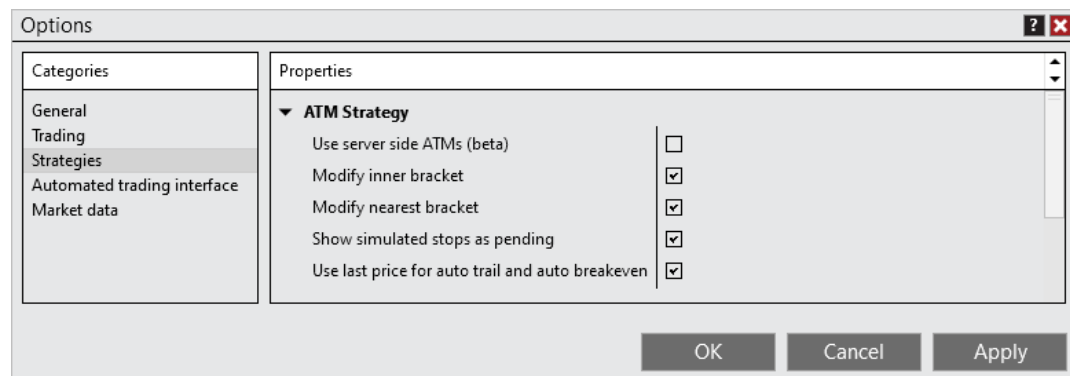 Options
?
Categories
Properties
General
Trading
Strategies
Automated trading interface
Market data
ATM Strategy
Use server side ATMs (beta)
Modify inner bracket
Modify nearest bracket
Show simulated stops as pending
Use last price for auto trail and auto breakeven
OK
Cancel
Apply